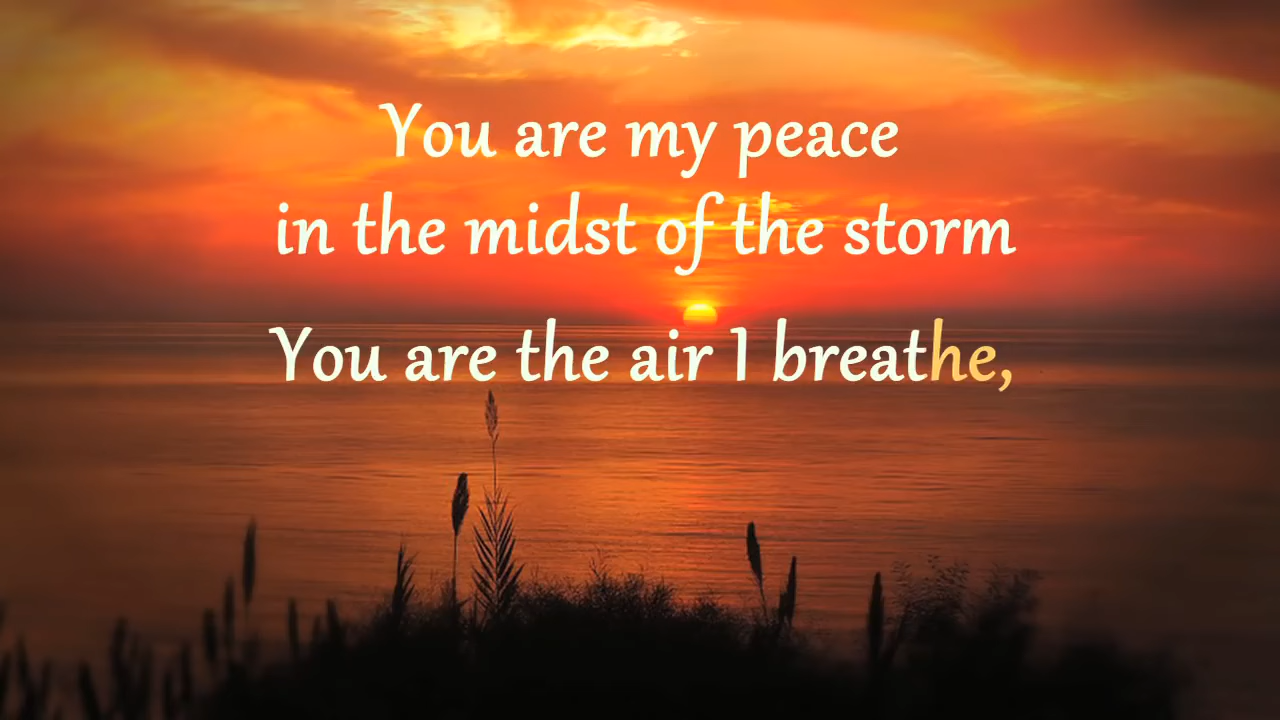 You are my peace
in the midst of the storm
You are the air I breathe,